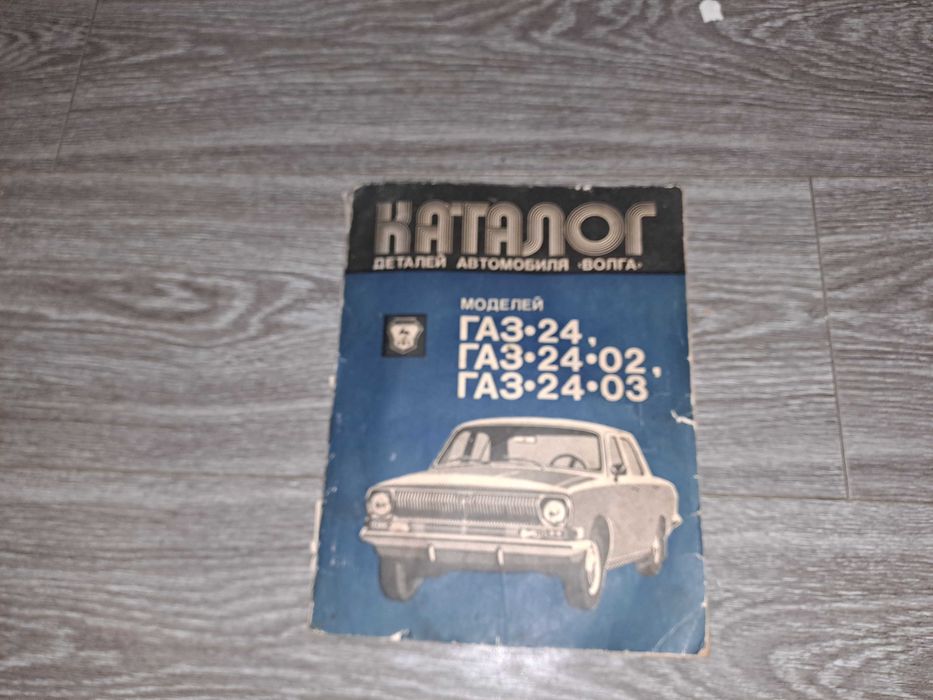 КАТАЛОГ
ДЕТАЛЕЙ АВТОМОБИЛЯ «ВОЛГА»
МОДЕЛЕЙ
ГАЗ•24,
ГАЗ•24•02,
ГАЗ•24•03